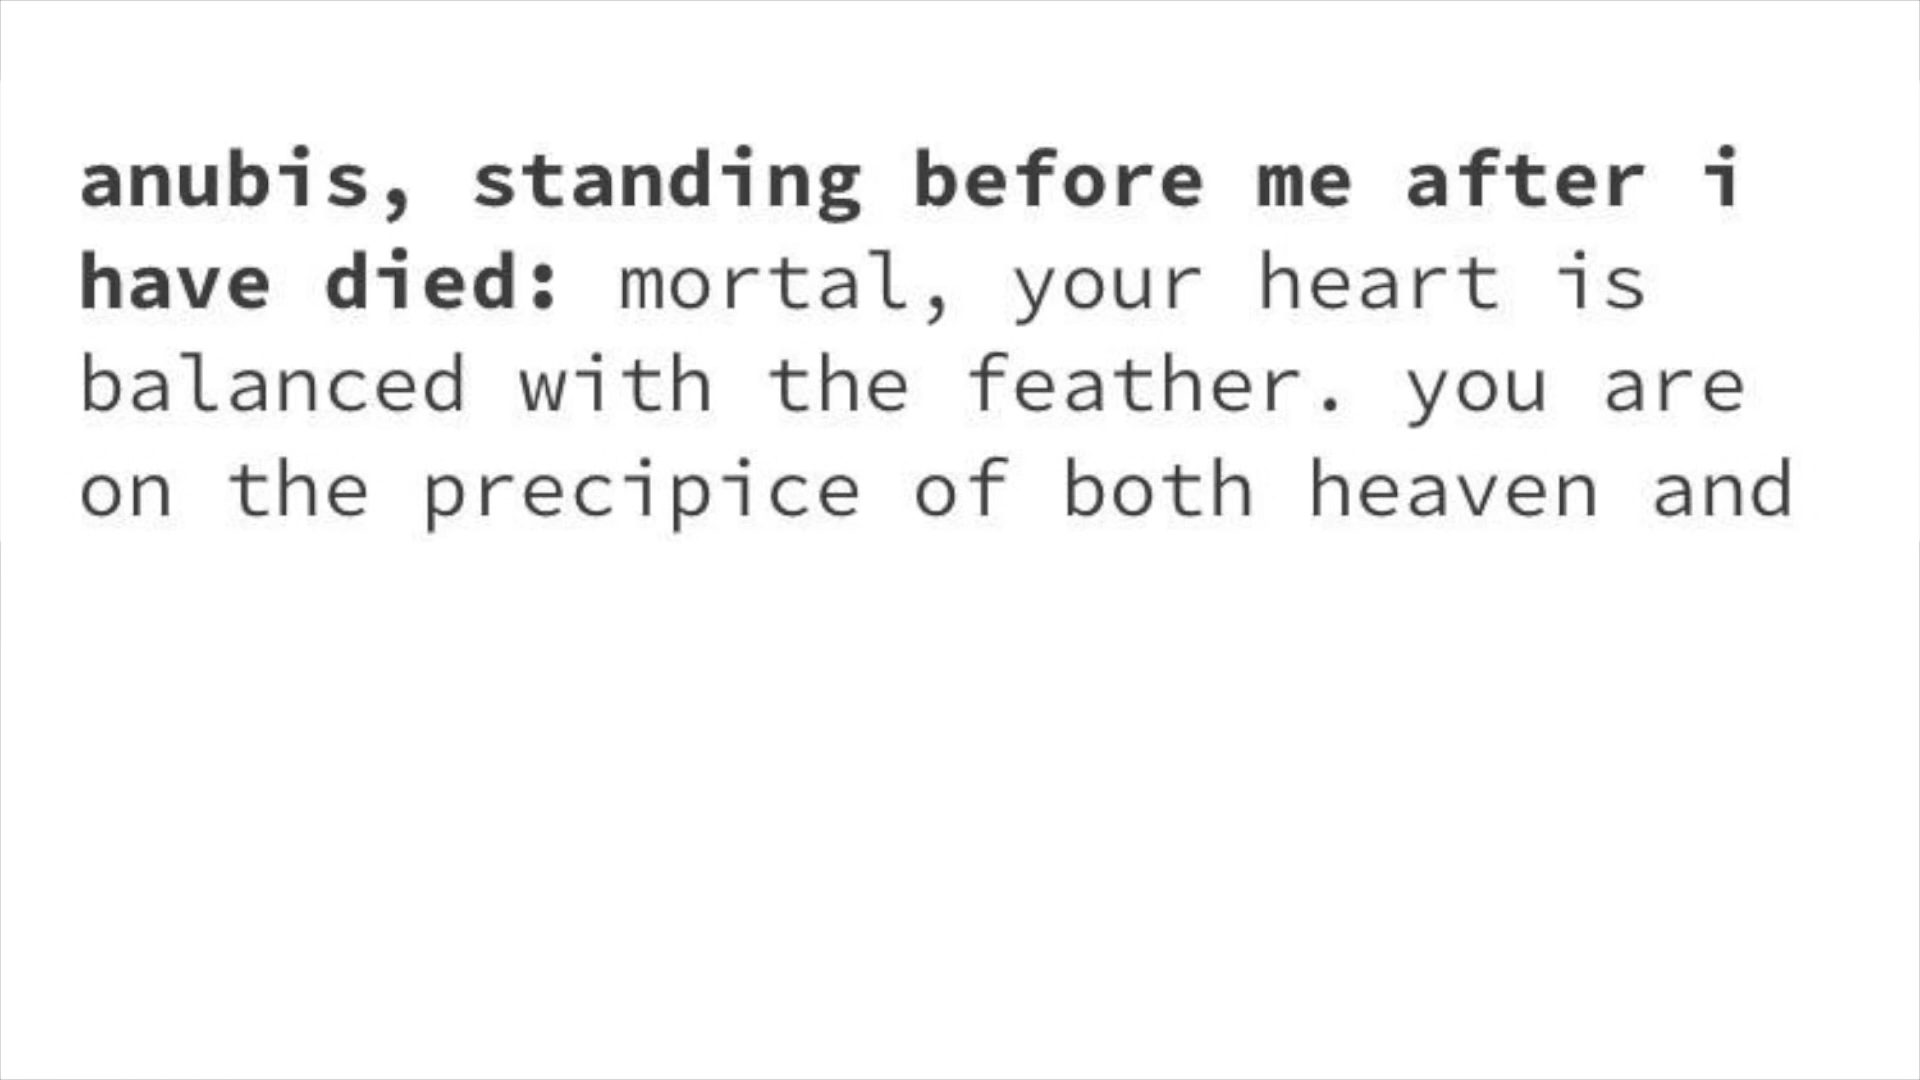 anubis, standing before me after i
have died: mortal, your heart is
balanced with the feather. you are
on the precipice of both heaven and